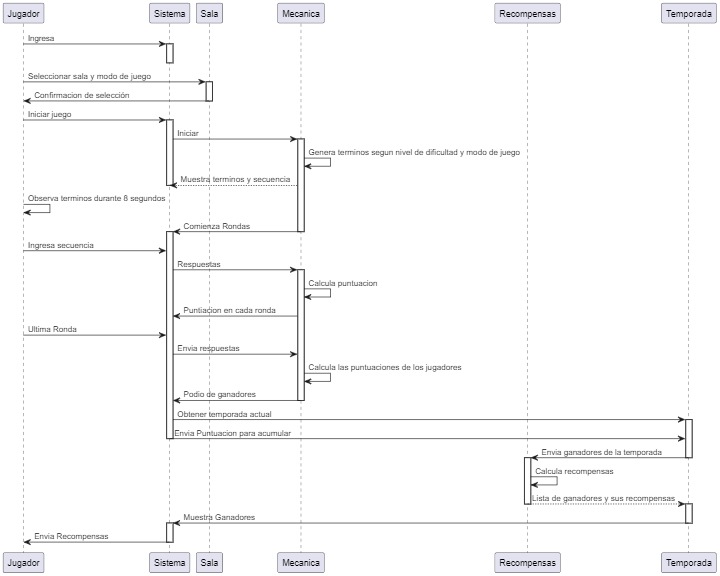 Jugador Sistema Sala Mecanica Recompensas Temporada
Ingresa
Seleccionar sala y modo de juego
Confirmacion de selección
Iniciar juego
Iniciar
Genera terminos segun nivel de dificultad y modo de juego
Muestra terminos y secuencia
Observa terminos durante 8 segundos
Comienza Rondas
Ingresa secuencia
Respuestas
Calcula puntuacion
Puntiacion en cada ronda
Ultima Ronda
Envia respuestas
Calcula las puntuaciones de los jugadores
Podio de ganadores
Obtener temporada actual
Envia Puntuacion para acumular
Envia ganadores de la temporada
Calcula recompensas
Lista de ganadores y sus recompensas
Muestra Ganadores
Envia Recompensas
Jugador Sistema Sala Mecanica Recompensas Temporada